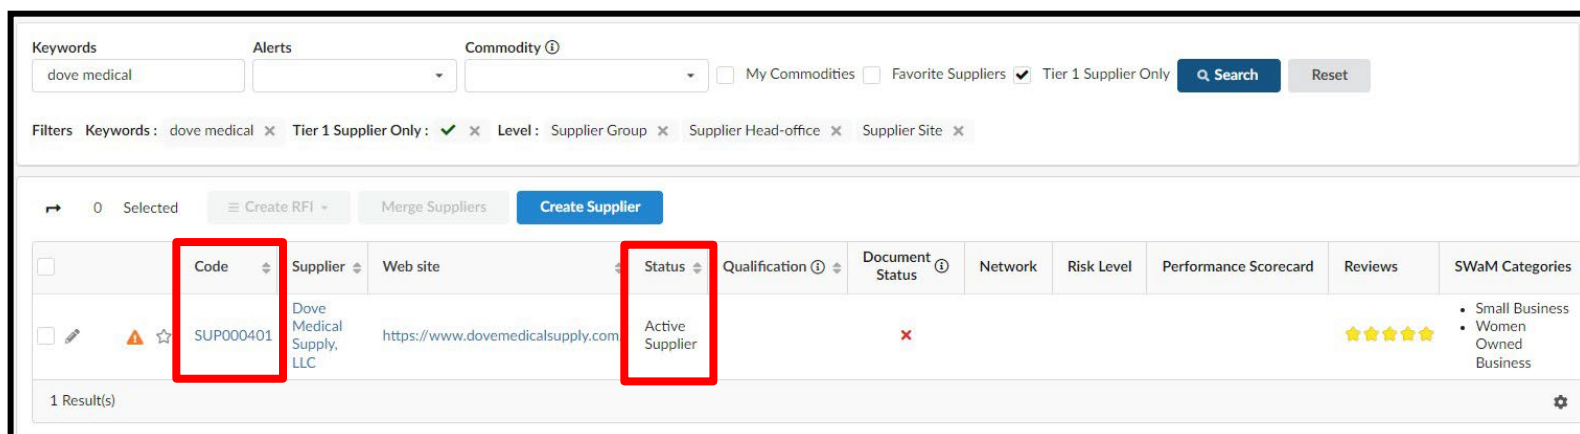 Keywords Alerts Commodity
dove medical My Commodities Favorite Suppliers Tier 1 Supplier Only Search Reset
Filters Keywords : dove medical Tier 1 Supplier Only : Level : Supplier Group Supplier Head-office Supplier Site
0 Selected Create RFI Merge Suppliers Create Supplier
Code Supplier Web site Status Qualification Document Status Network Risk Level Performance Scorecard Reviews SWaM Categories
SUP000401 Dove Medical Supply, LLC https://www.dovemedicalsupply.com Active Supplier • Small Business • Women Owned Business
1 Result(s)